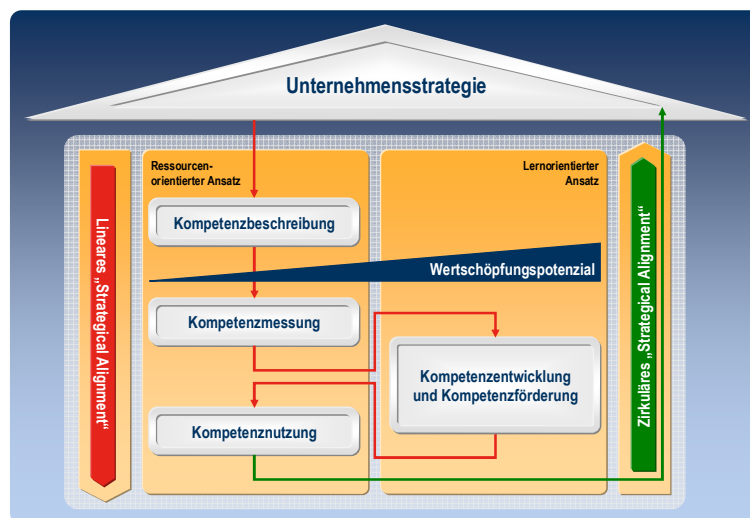 Unternehmensstrategie
Lineares „Strategical Alignment“
Ressourcen-
orientierter Ansatz
Lernorientierter
Ansatz
Kompetenzbeschreibung
Wertschöpfungspotenzial
Kompetenzmessung
Kompetenzentwicklung
und Kompetenzförderung
Kompetenznutzung
Zirkuläres „Strategical Alignment“